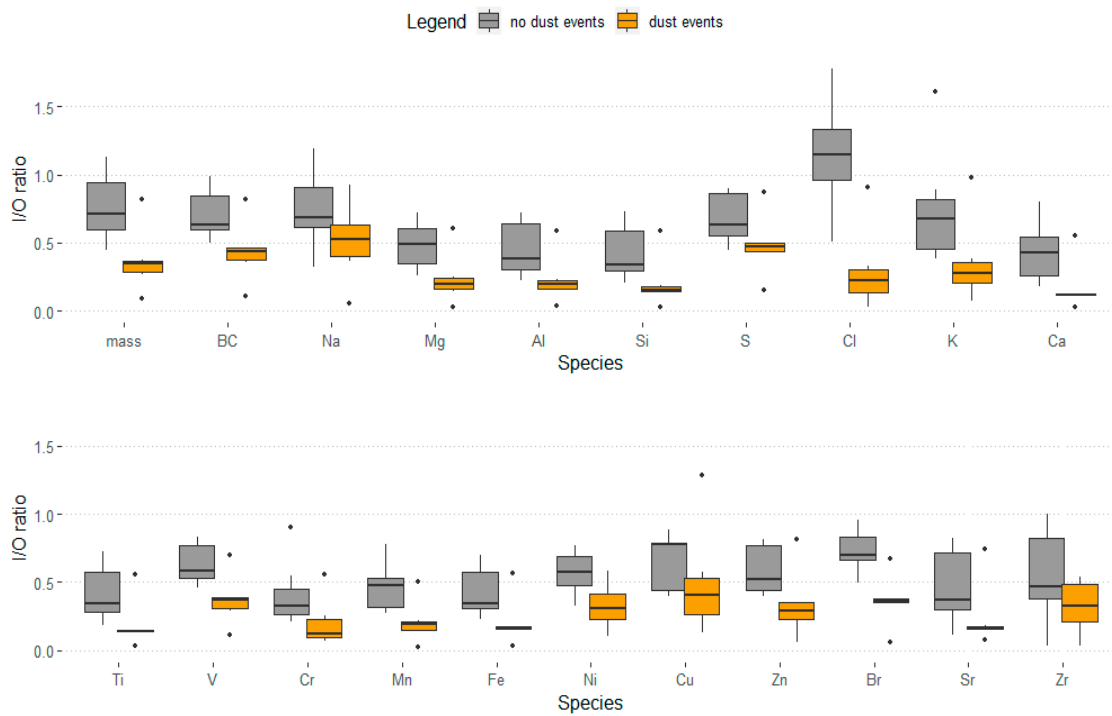 Legend no dust events dust events
1.5
1.0
0.5
0.0
I/O ratio
mass BC Na Mg Al Si S Cl K Ca
Species
1.5
1.0
0.5
0.0
I/O ratio
Ti V Cr Mn Fe Ni Cu Zn Br Sr Zr
Species